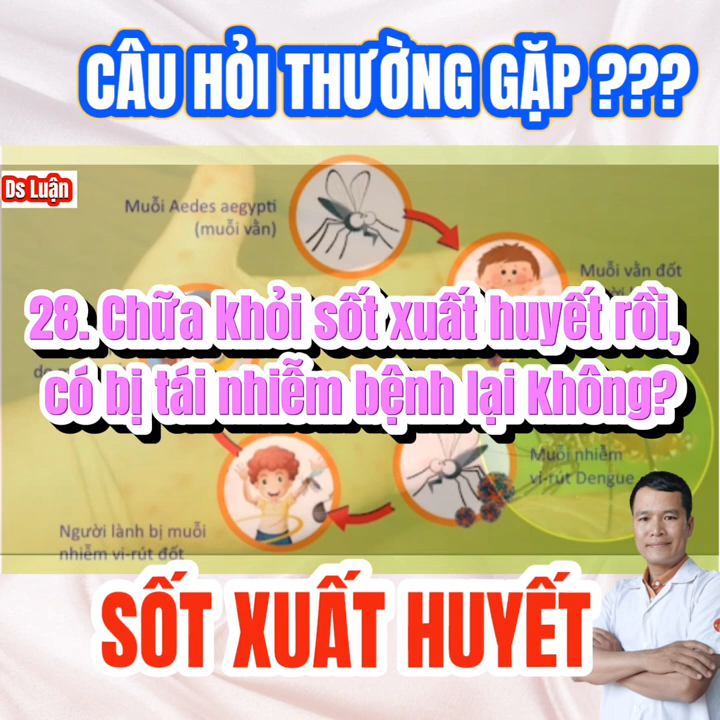 CÂU HỎI THƯỜNG GẶP ???
Ds Luận
Muỗi Aedes aegypti
(muỗi vằn)
Muỗi vằn đốt
28. Chữa khỏi sốt xuất huyết rồi,
có bị tái nhiễm bệnh lại không?
Muỗi nhiễm
vi-rút Dengue
Người lành bị muỗi
nhiễm vi-rút đốt
SỐT XUẤT HUYẾT